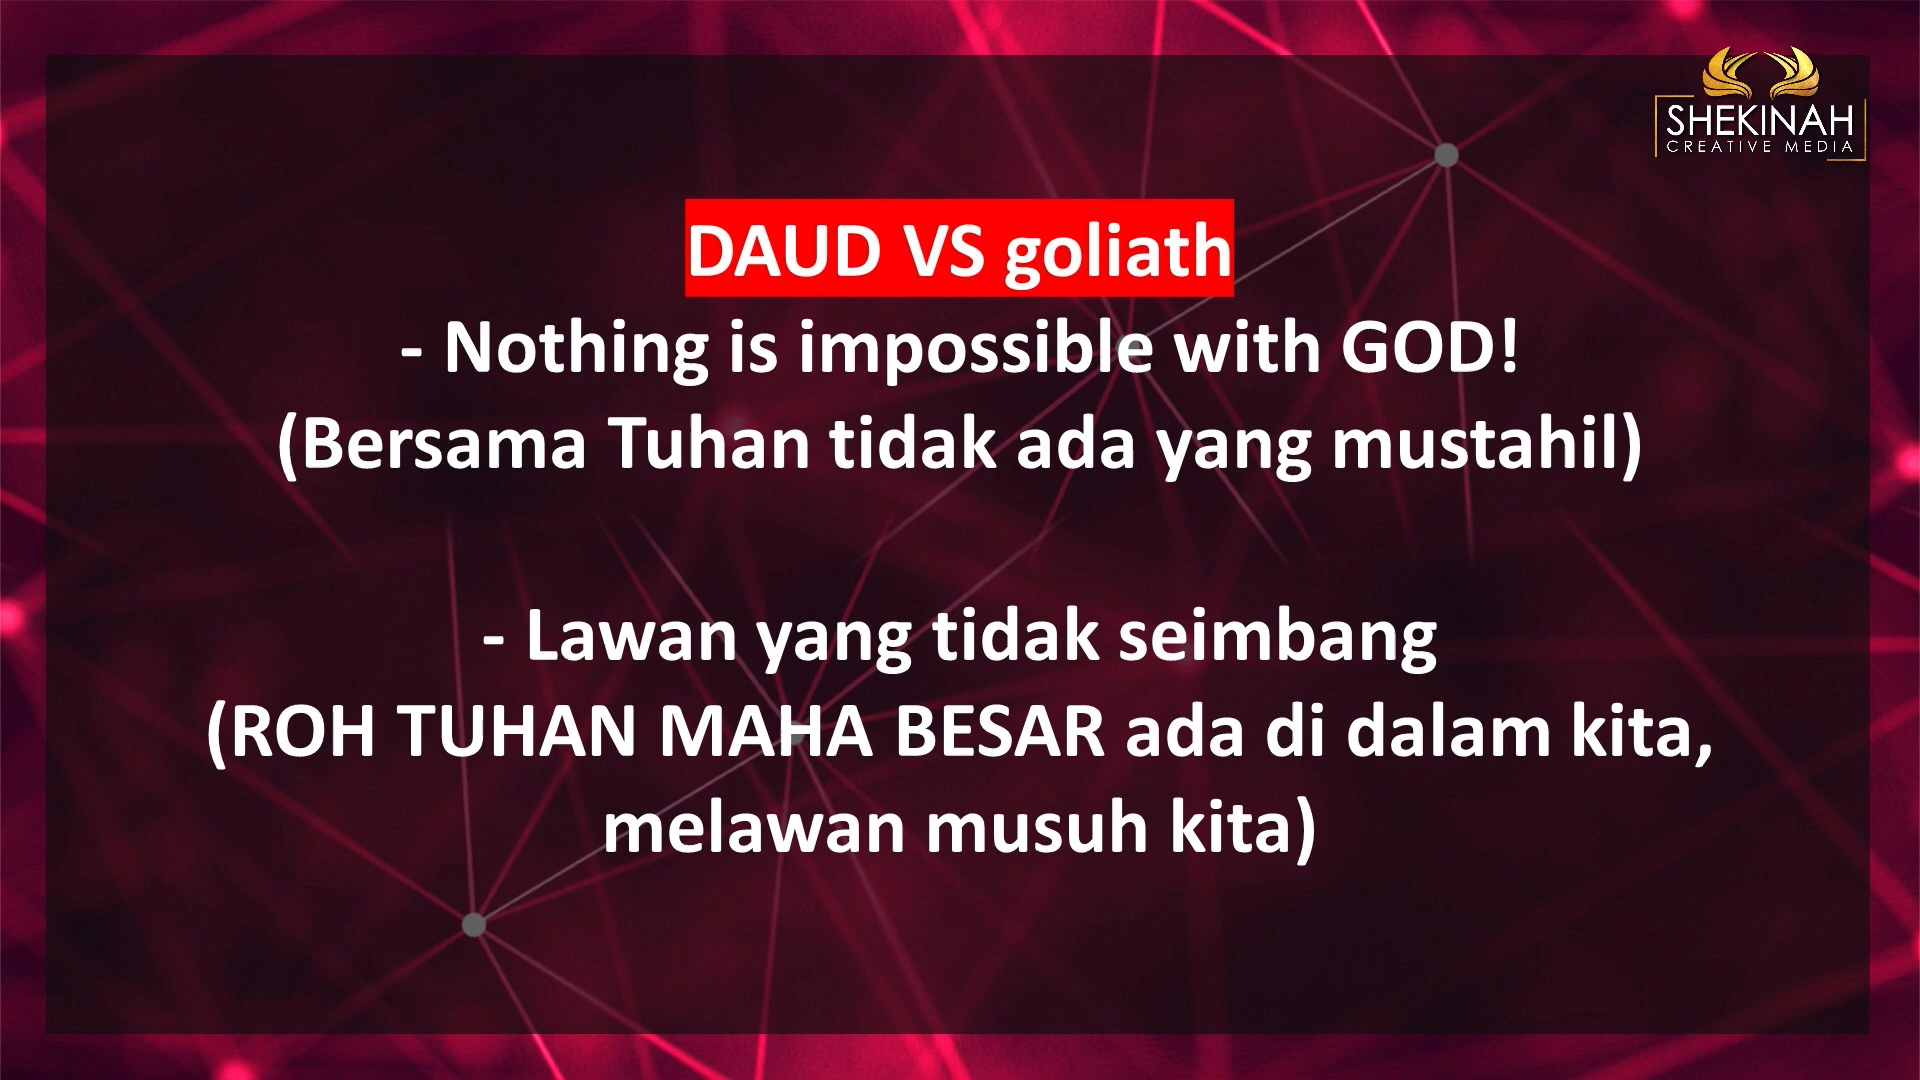 SHEKINAH
CREATIVE MEDIA
DAUD VS goliath
- Nothing is impossible with GOD!
(Bersama Tuhan tidak ada yang mustahil)
- Lawan yang tidak seimbang
(ROH TUHAN MAHA BESAR ada di dalam kita,
melawan musuh kita)